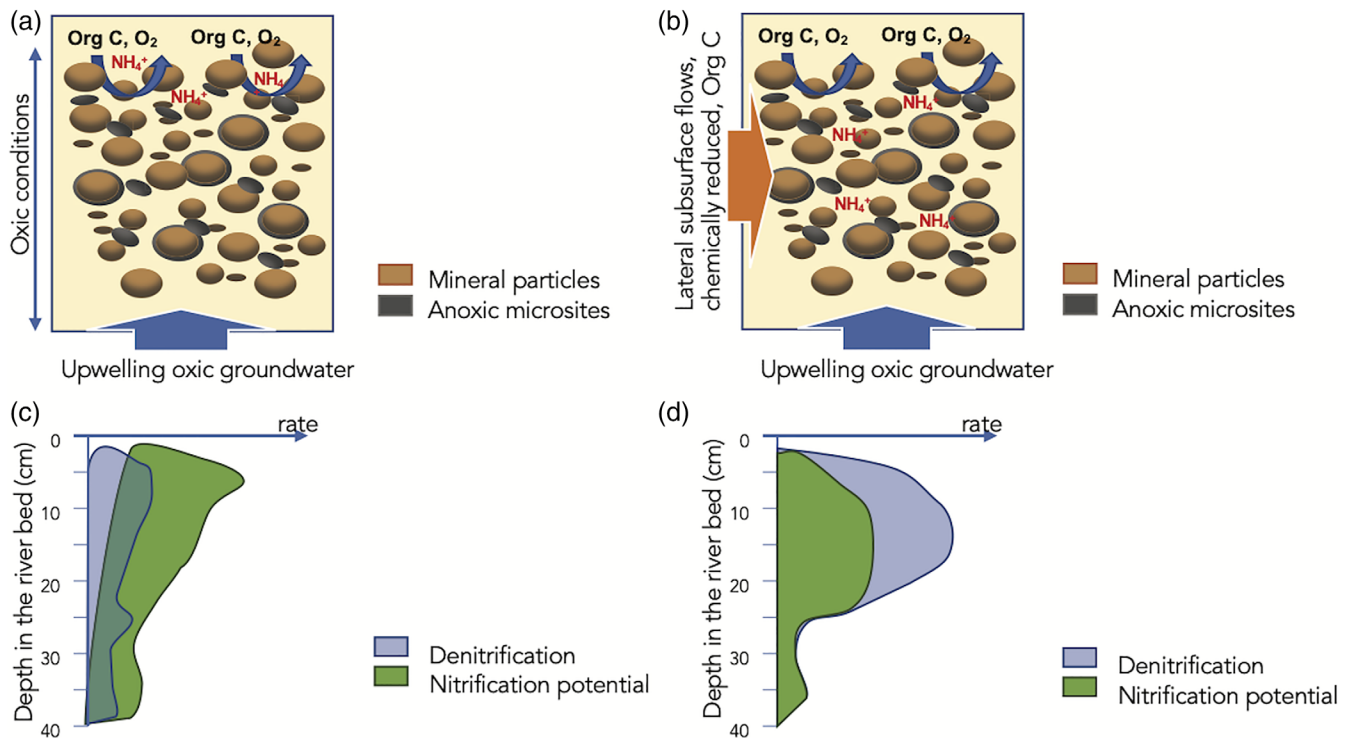 (a)
Org C, O₂
Org C, O₂
NH₄⁺
NH₄
NH₄⁺
Oxic conditions
Mineral particles
Anoxic microsites
Upwelling oxic groundwater
(b)
Org C, O₂
Org C, O₂
NH₄⁺
NH₄⁺
NH₄⁺
NH₄⁺
Lateral subsurface flows,
chemically reduced, Org C
Mineral particles
Anoxic microsites
Upwelling oxic groundwater
(c)
rate
Depth in the river bed (cm)
0
10
20
30
40
Denitrification
Nitrification potential
(d)
rate
Depth in the river bed (cm)
0
10
20
30
40
Denitrification
Nitrification potential